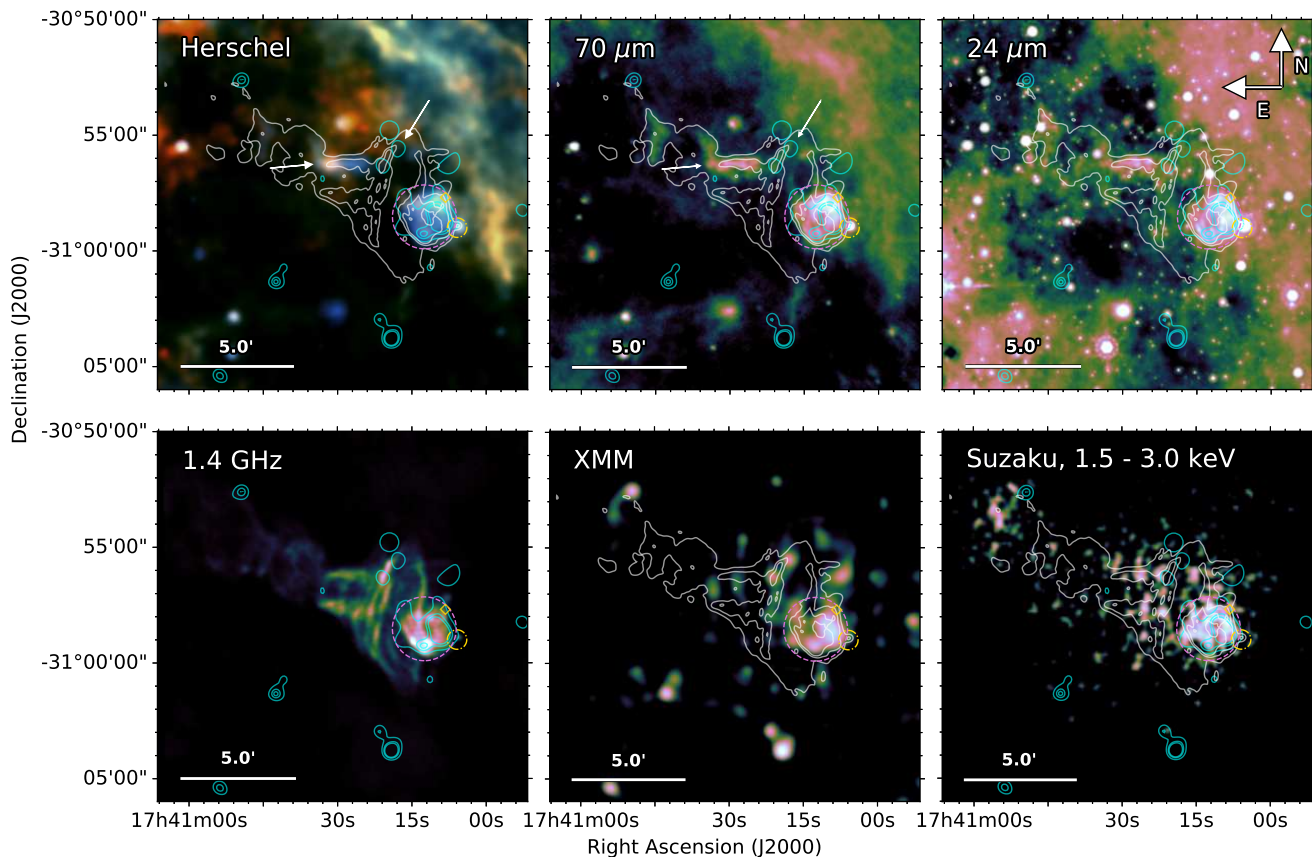 Herschel
70 μm
24 μm
N
E
-30°50'00"
55'00"
-31°00'00"
05'00"
5.0'
5.0'
5.0'
Declination (J2000)
1.4 GHz
XMM
Suzaku, 1.5 - 3.0 keV
-30°50'00"
55'00"
-31°00'00"
05'00"
5.0'
5.0'
5.0'
17h41m00s 30s 15s 00s 17h41m00s 30s 15s 00s 17h41m00s 30s 15s 00s
Right Ascension (J2000)